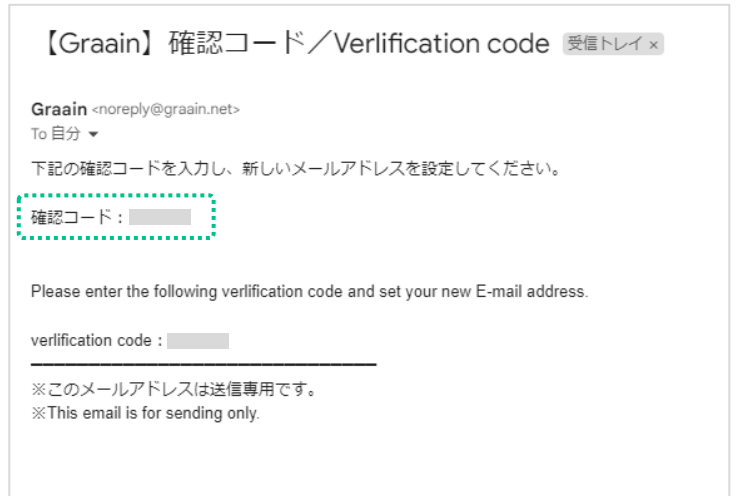 【Graain】確認コード／Verlification code 受信トレイ ×
Graain <noreply@graain.net>
To 自分
下記の確認コードを入力し、新しいメールアドレスを設定してください。
確認コード：
Please enter the following verlification code and set your new E-mail address.
verlification code：
※このメールアドレスは送信専用です。
※This email is for sending only.